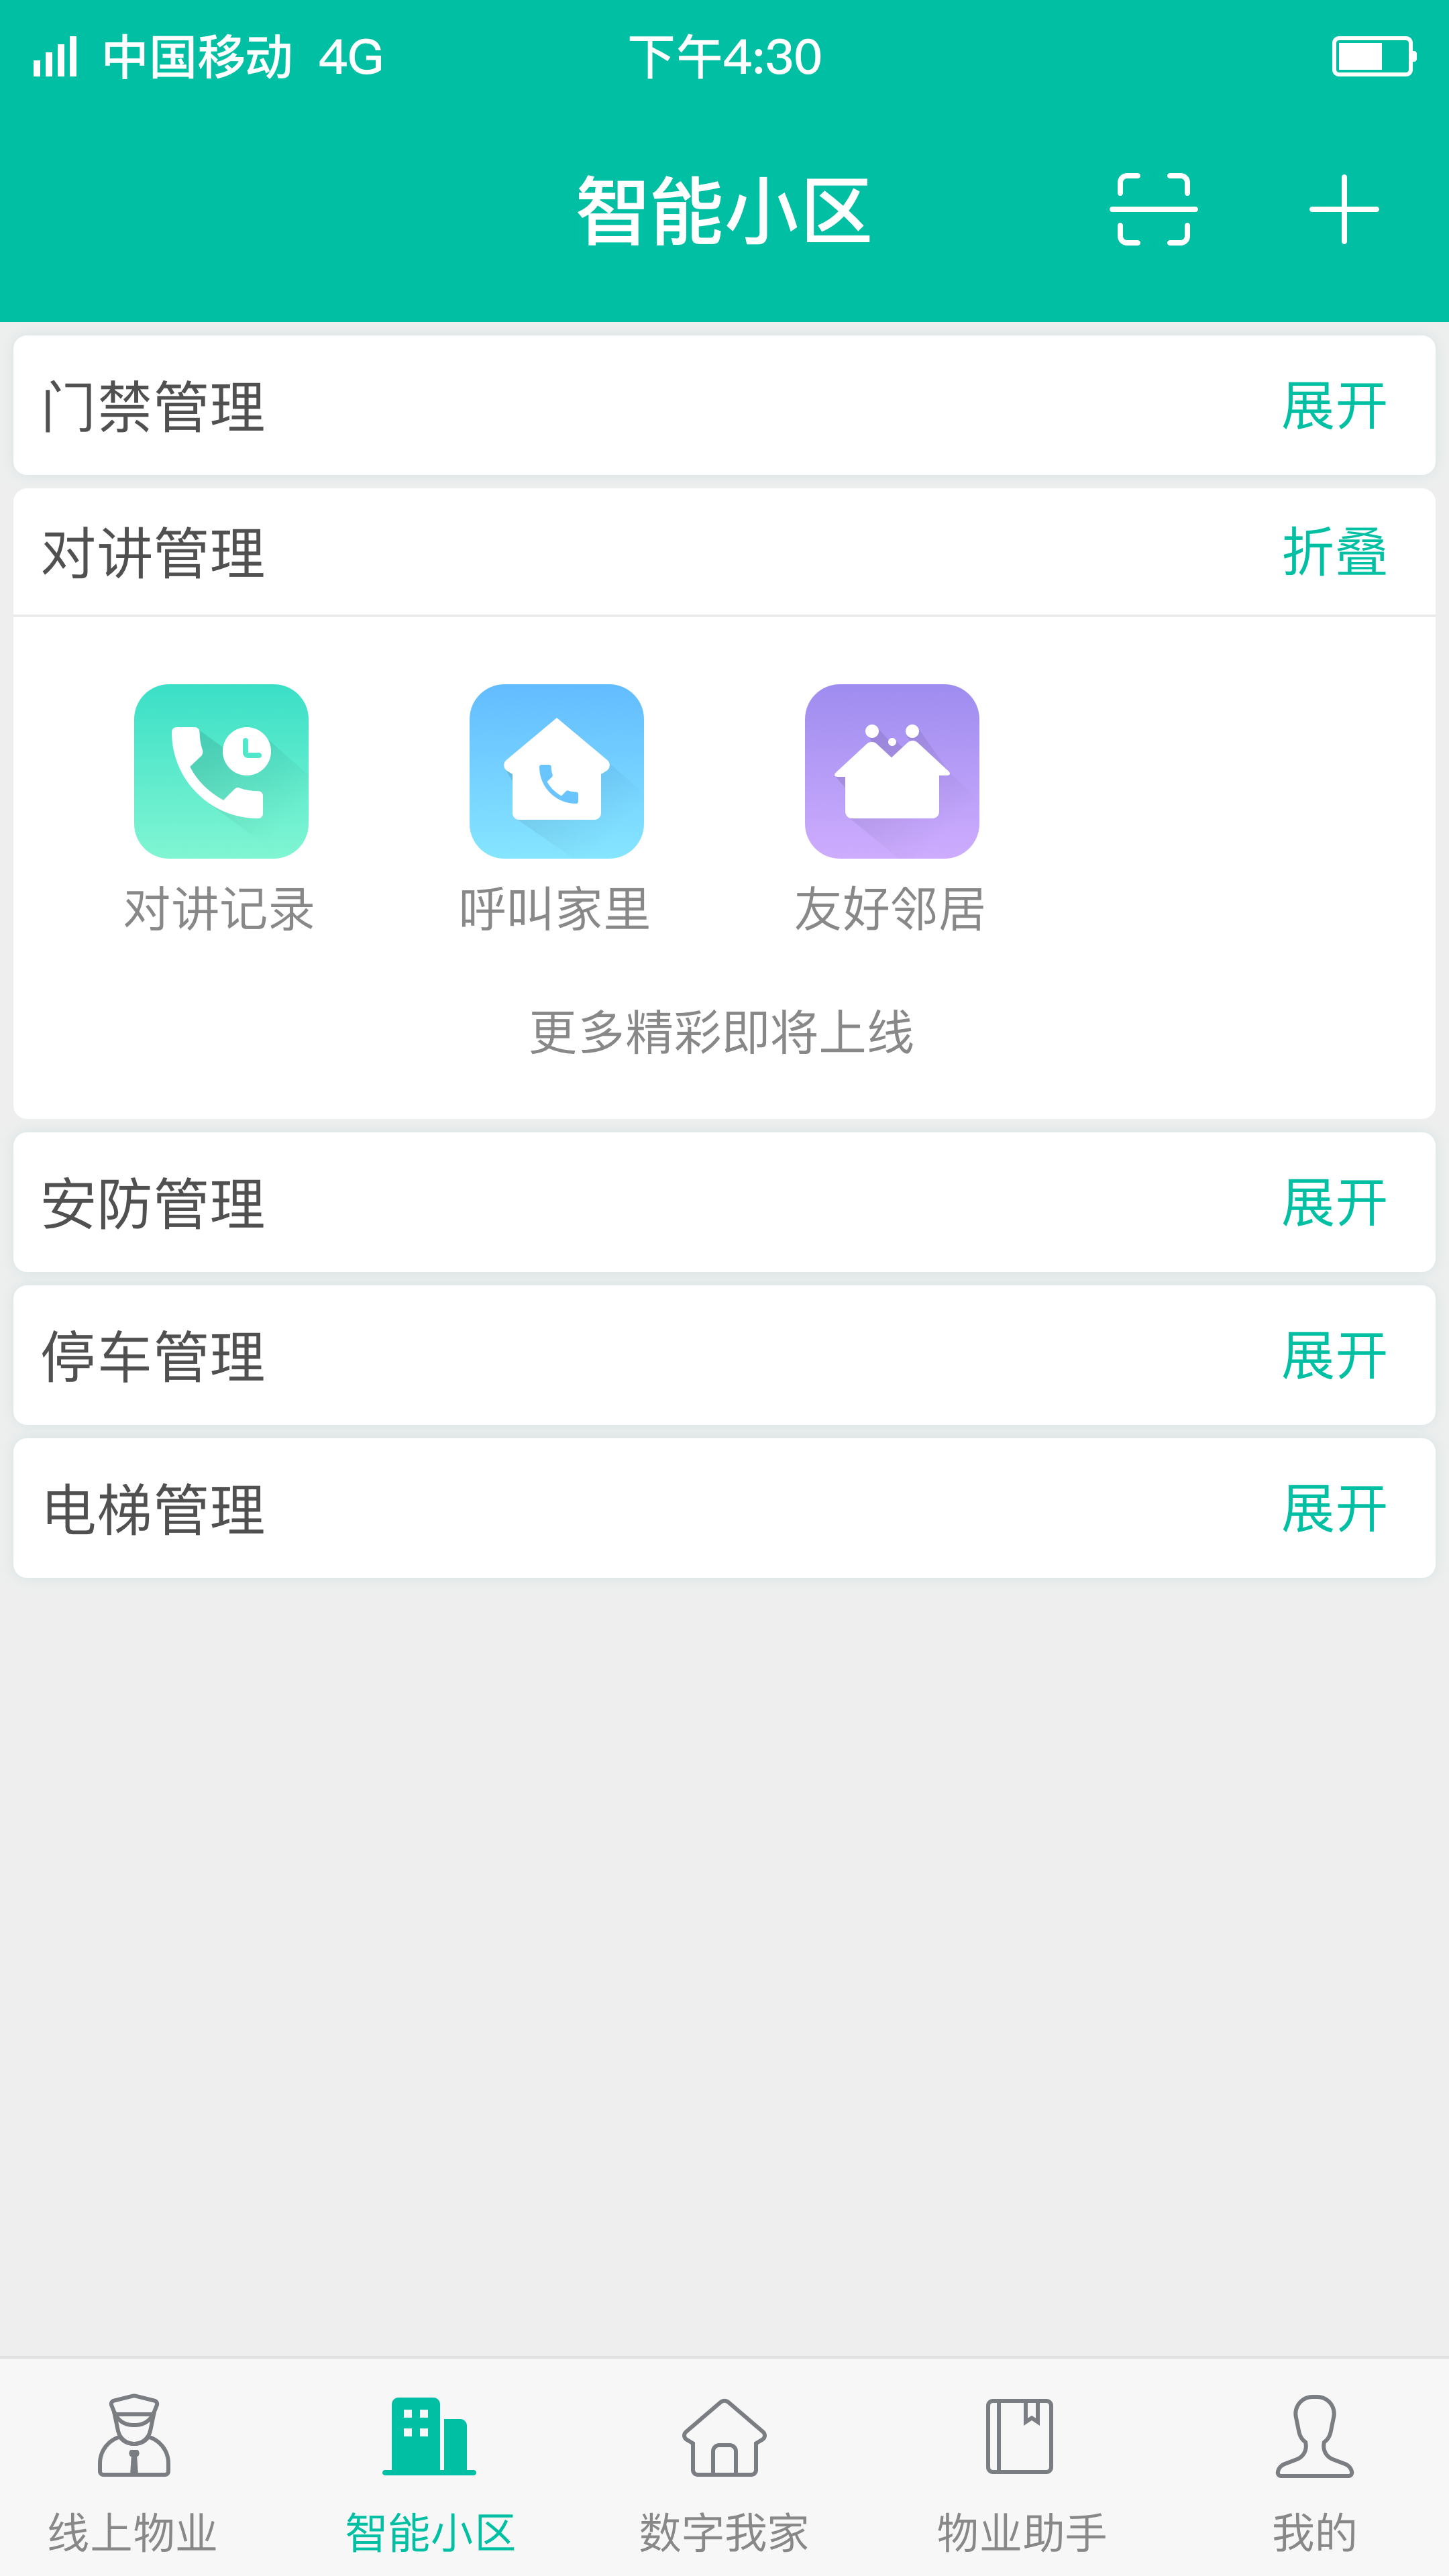 中国移动 4G 下午4:30
智能小区
门禁管理 展开
对讲管理 折叠
对讲记录 呼叫家里 友好邻居
更多精彩即将上线
安防管理 展开
停车管理 展开
电梯管理 展开
线上物业 智能小区 数字我家 物业助手 我的